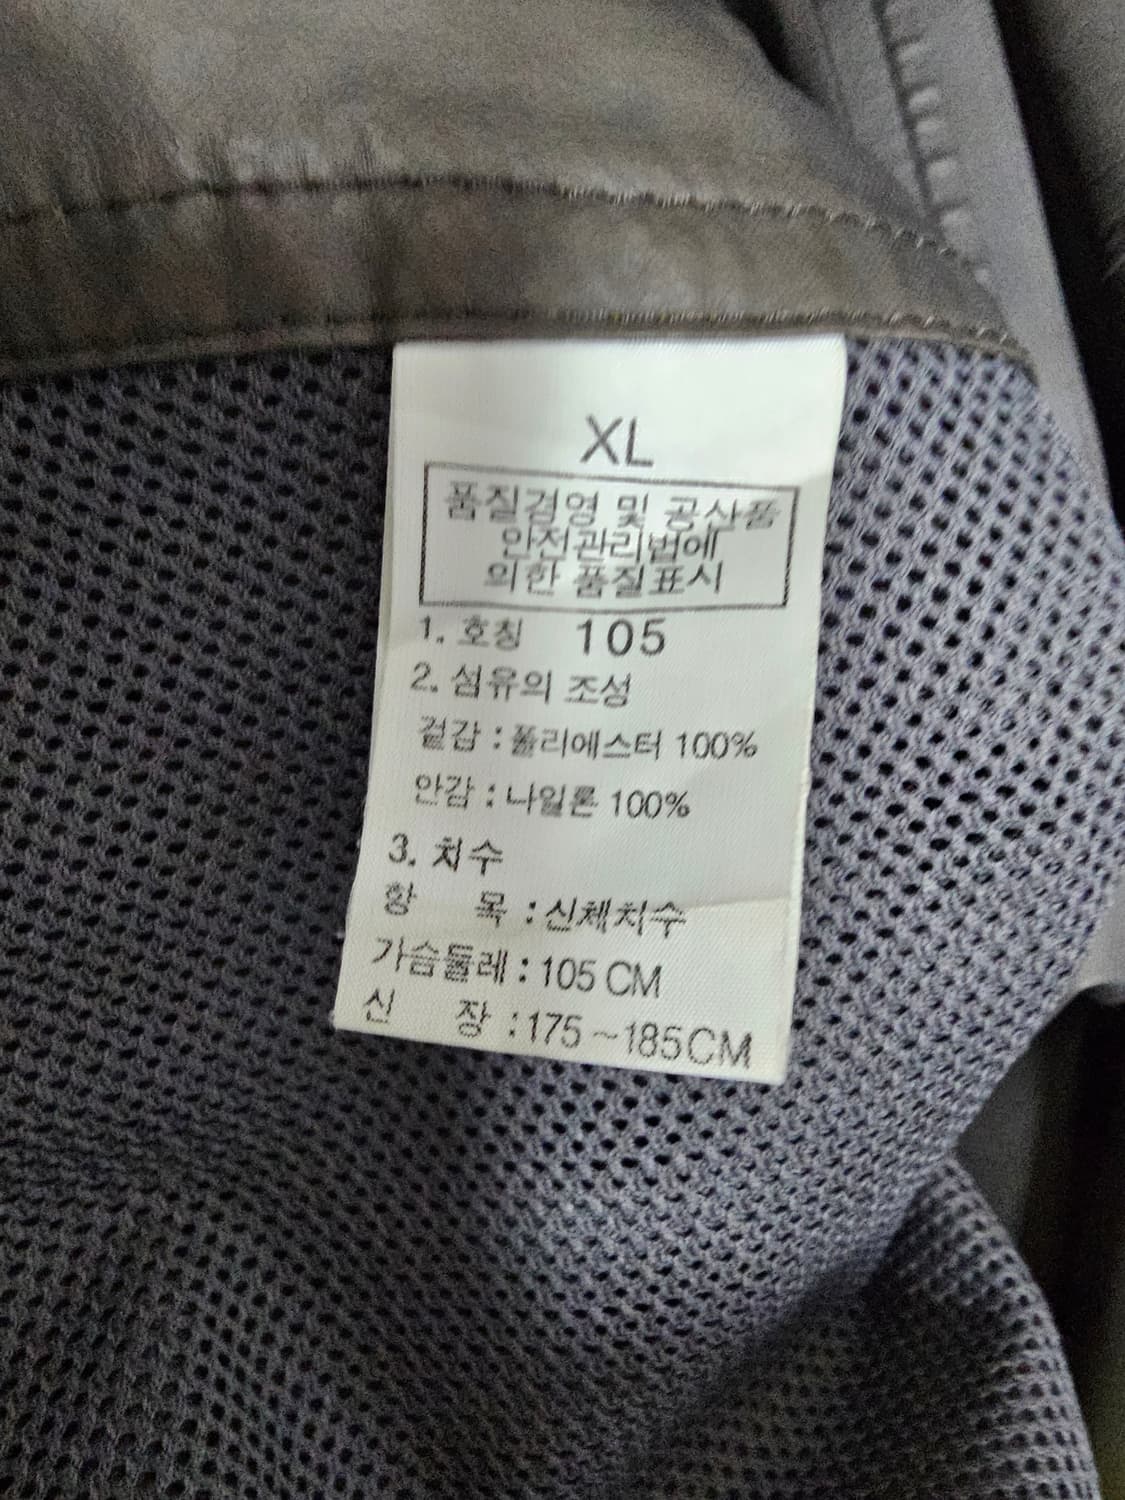 XL
품질경영 및 공산품
안전관리법에
의한 품질표시
1. 호칭 105
2. 섬유의 조성
겉감 : 폴리에스터 100%
안감 : 나일론 100%
3. 치수
항 목 : 신체치수
가슴둘레 : 105 CM
신 장 : 175~185CM